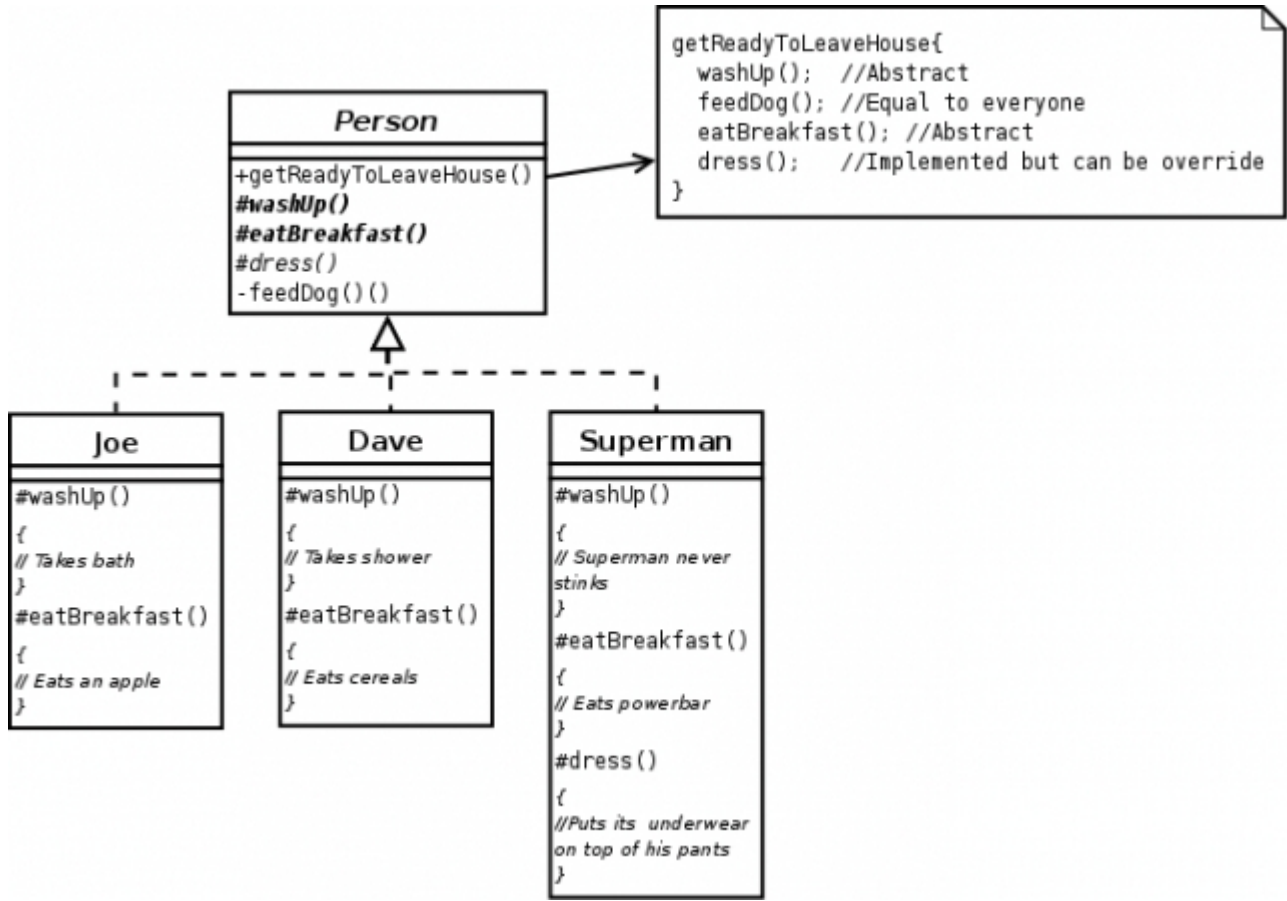 getReadyToLeaveHouse{
washUp(); //Abstract
feedDog(); //Equal to everyone
eatBreakfast(); //Abstract
dress(); //Implemented but can be override
}
Person
+getReadyToLeaveHouse()
#washUp()
#eatBreakfast()
#dress()
-feedDog()()
Joe
#washUp()
{
// Takes bath
}
#eatBreakfast()
{
// Eats an apple
}
Dave
#washUp()
{
// Takes shower
}
#eatBreakfast()
{
// Eats cereals
}
Superman
#washUp()
{
// Superman never
stinks
}
#eatBreakfast()
{
// Eats powerbar
}
#dress()
{
//Puts its underwear
on top of his pants
}